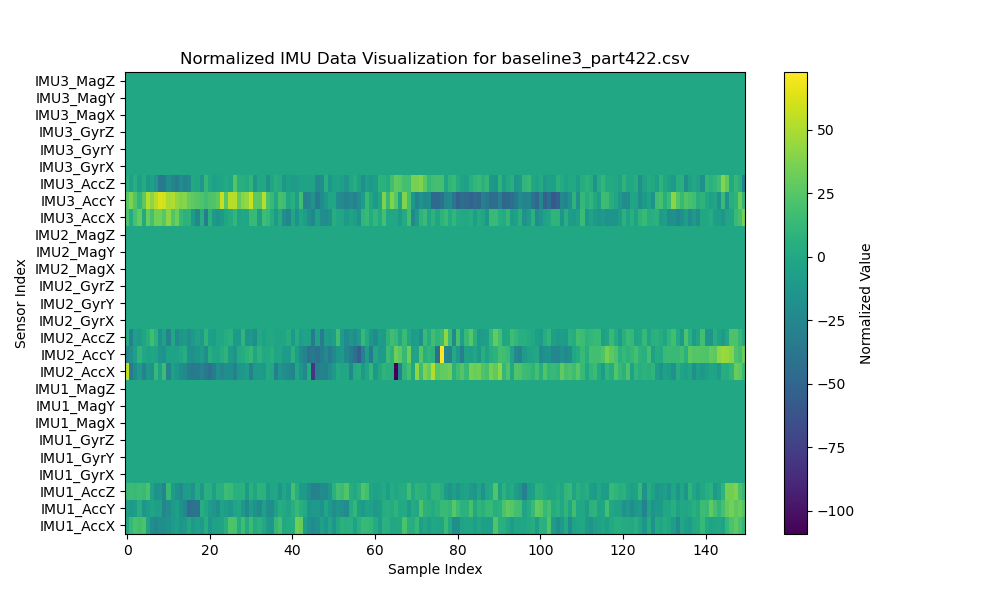 Normalized IMU Data Visualization for baseline3_part422.csv
IMU3_MagZ
IMU3_MagY
IMU3_MagX
IMU3_GyrZ
IMU3_GyrY
IMU3_GyrX
IMU3_AccZ
IMU3_AccY
IMU3_AccX
IMU2_MagZ
IMU2_MagY
IMU2_MagX
IMU2_GyrZ
IMU2_GyrY
IMU2_GyrX
IMU2_AccZ
IMU2_AccY
IMU2_AccX
IMU1_MagZ
IMU1_MagY
IMU1_MagX
IMU1_GyrZ
IMU1_GyrY
IMU1_GyrX
IMU1_AccZ
IMU1_AccY
IMU1_AccX
Sensor Index
0 20 40 60 80 100 120 140
Sample Index
50
25
0
−25
−50
−75
−100
Normalized Value